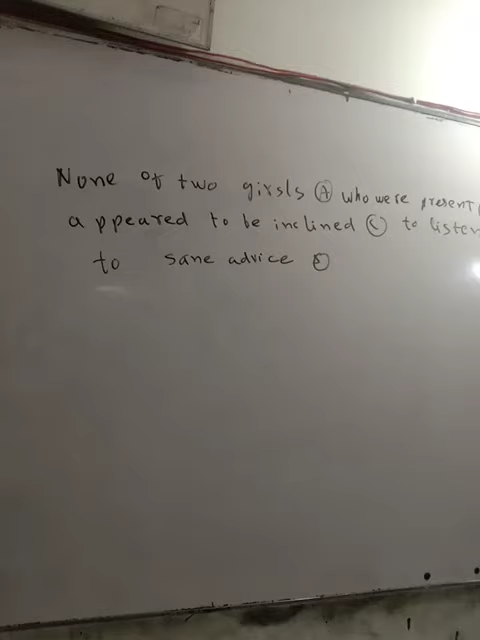 None of two girsls Ⓐ who were present
appeared to be inclined Ⓒ to listen
to sane advice